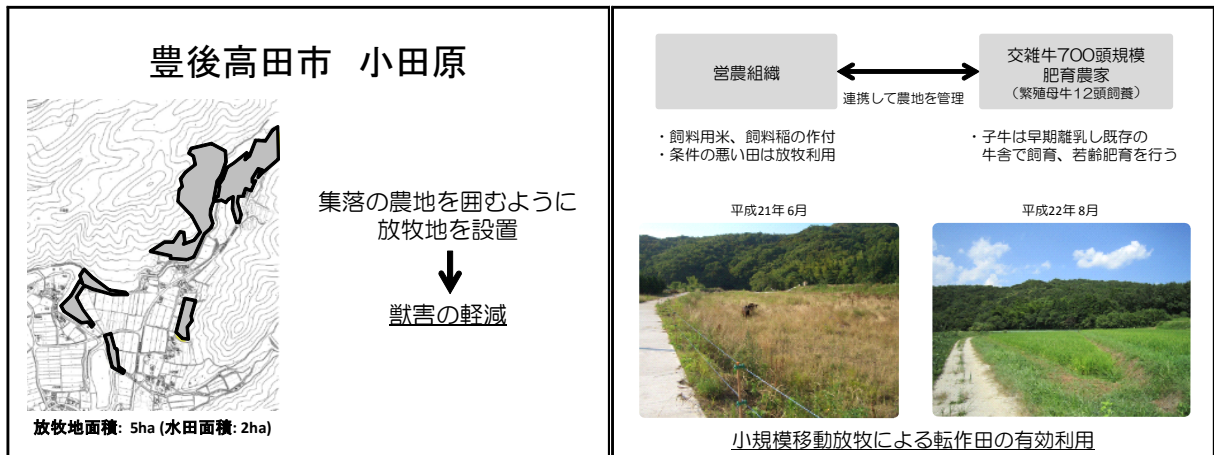 豊後高田市　小田原
集落の農地を囲むように
放牧地を設置
獣害の軽減
放牧地面積: 5ha (水田面積: 2ha)
営農組織
連携して農地を管理
交雑牛700頭規模
肥育農家
（繁殖母牛12頭飼養）
・飼料用米、飼料稲の作付
・条件の悪い田は放牧利用
・子牛は早期離乳し既存の
牛舎で飼育、若齢肥育を行う
平成21年6月
平成22年8月
小規模移動放牧による転作田の有効利用